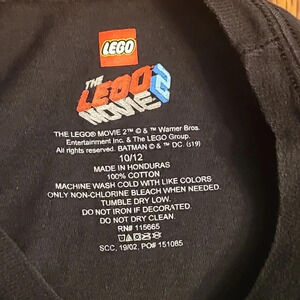 LEGO
THE
LEGO
MOVIE 2
THE LEGO® MOVIE 2™ © & ™ Warner Bros.
Entertainment Inc. & The LEGO Group.
All rights reserved. BATMAN © & ™ DC. (s19)
10/12
MADE IN HONDURAS
100% COTTON
MACHINE WASH COLD WITH LIKE COLORS
ONLY NON-CHLORINE BLEACH WHEN NEEDED.
TUMBLE DRY LOW.
DO NOT IRON IF DECORATED.
DO NOT DRY CLEAN.
RN# 115665
SCC, 19/02, PO# 151085